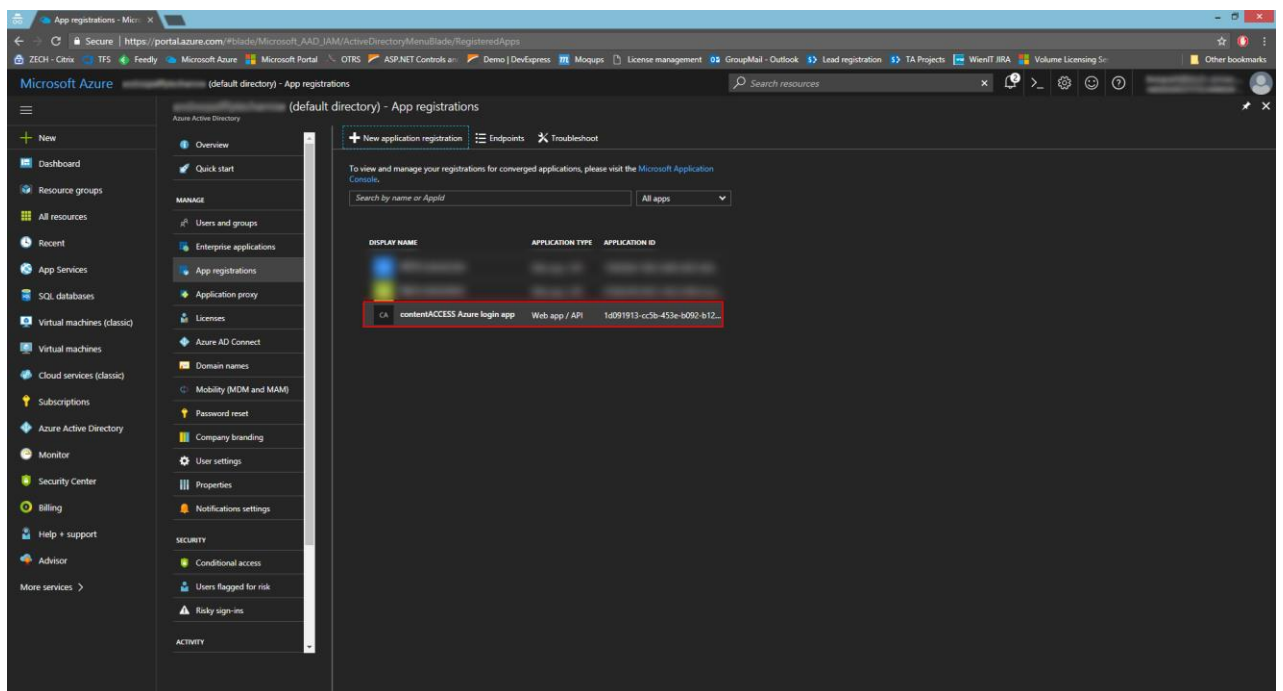 App registrations - Micr
Secure | https://portal.azure.com/#blade/Microsoft_AAD_IAM/ActiveDirectoryMenuBlade/RegisteredApps
ZECH - Citrix TFS Feedly Microsoft Azure Microsoft Portal OTRS ASP.NET Controls an Demo | DevExpress Moqups License management GroupMail - Outlook Lead registration TA Projects WienIT JIRA Volume Licensing Se Other bookmarks
Microsoft Azure (default directory) - App registrations Search resources
(default directory) - App registrations
Azure Active Directory
New
Dashboard
Resource groups
All resources
Recent
App Services
SQL databases
Virtual machines (classic)
Virtual machines
Cloud services (classic)
Subscriptions
Azure Active Directory
Monitor
Security Center
Billing
Help + support
Advisor
More services >
Overview
Quick start
MANAGE
Users and groups
Enterprise applications
App registrations
Application proxy
Licenses
Azure AD Connect
Domain names
Mobility (MDM and MAM)
Password reset
Company branding
User settings
Properties
Notifications settings
SECURITY
Conditional access
Users flagged for risk
Risky sign-ins
ACTIVITY
New application registration Endpoints Troubleshoot
To view and manage your registrations for converged applications, please visit the Microsoft Application
Console.
Search by name or AppId All apps
DISPLAY NAME APPLICATION TYPE APPLICATION ID
CA contentACCESS Azure login app Web app / API 1d091913-cc5b-453e-b092-b12...